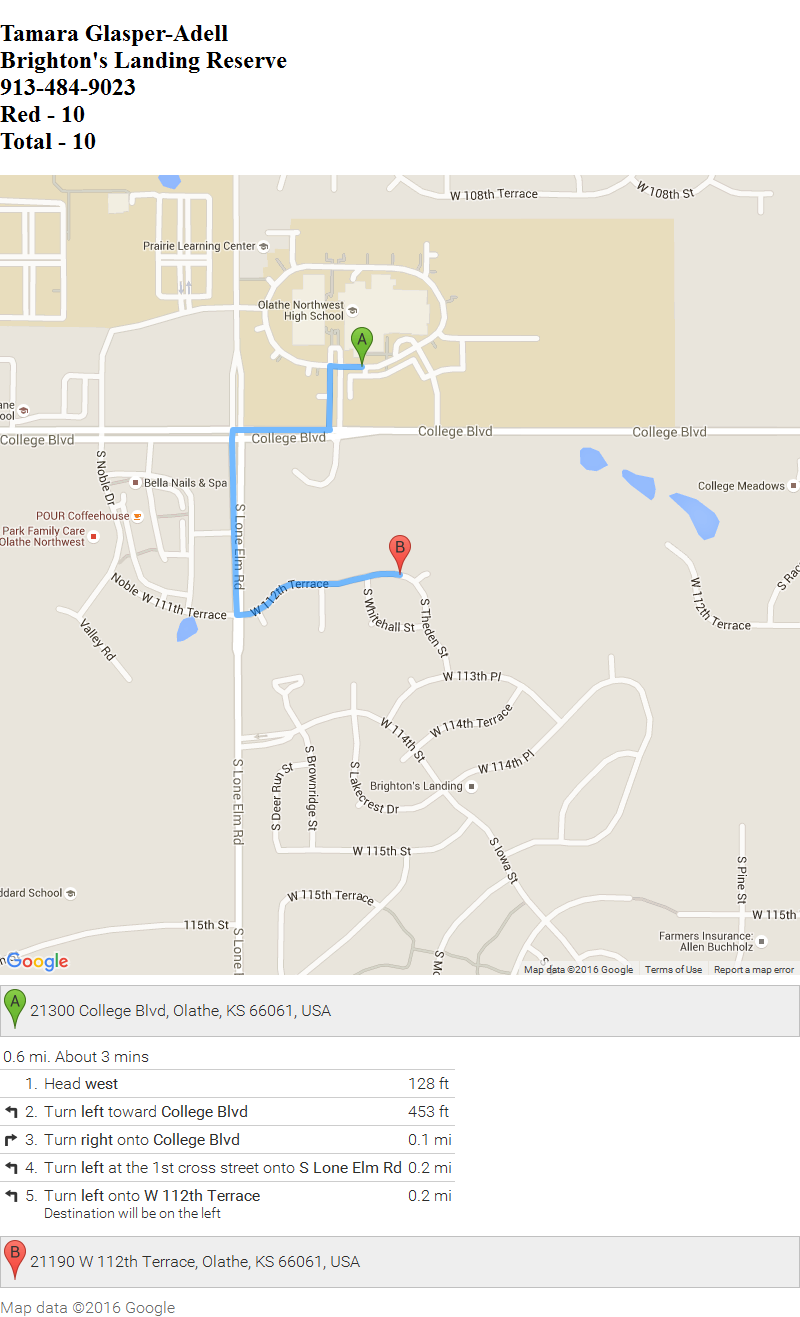 Tamara Glasper-Adell
Brighton's Landing Reserve
913-484-9023
Red - 10
Total - 10
W 108th Terrace
W 108th St
Prairie Learning Center
Olathe Northwest
High School
A
College Blvd
College Blvd
College Blvd
College Blvd
S Noble Dr
Bella Nails & Spa
College Meadows
POUR Coffeehouse
Park Family Care
Olathe Northwest
S Lone Elm Rd
B
Noble W 111th Terrace
W 112th Terrace
S Whitehall St
S Theden St
W 112th Terrace
Valley Rd
W 113th Pl
W 114th St
W 114th Terrace
W 114th Pl
S Lone Elm Rd
S Deer Run St
S Brownridge St
S Lakecrest Dr
Brighton's Landing
W 115th St
S Iowa St
ddard School
W 115th Terrace
S Pine St
115th St
S Lone
W 115th
Farmers Insurance:
Allen Buchholz
Google
Map data ©2016 Google
Terms of Use
Report a map error
A
21300 College Blvd, Olathe, KS 66061, USA
0.6 mi. About 3 mins
1. Head west 128 ft
2. Turn left toward College Blvd 453 ft
3. Turn right onto College Blvd 0.1 mi
4. Turn left at the 1st cross street onto S Lone Elm Rd 0.2 mi
5. Turn left onto W 112th Terrace 0.2 mi
Destination will be on the left
B
21190 W 112th Terrace, Olathe, KS 66061, USA
Map data ©2016 Google